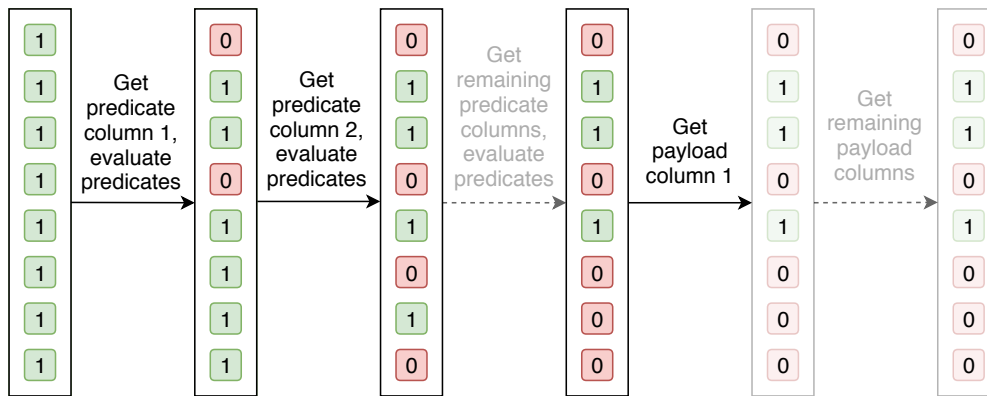 1
1
1
1
1
1
1
1
Get
predicate
column 1,
evaluate
predicates
0
1
1
0
1
1
1
1
Get
predicate
column 2,
evaluate
predicates
0
1
1
0
1
0
1
0
Get
remaining
predicate
columns,
evaluate
predicates
0
1
1
0
1
0
0
0
Get
payload
column 1
0
1
1
0
1
0
0
0
Get
remaining
payload
columns
0
1
1
0
1
0
0
0